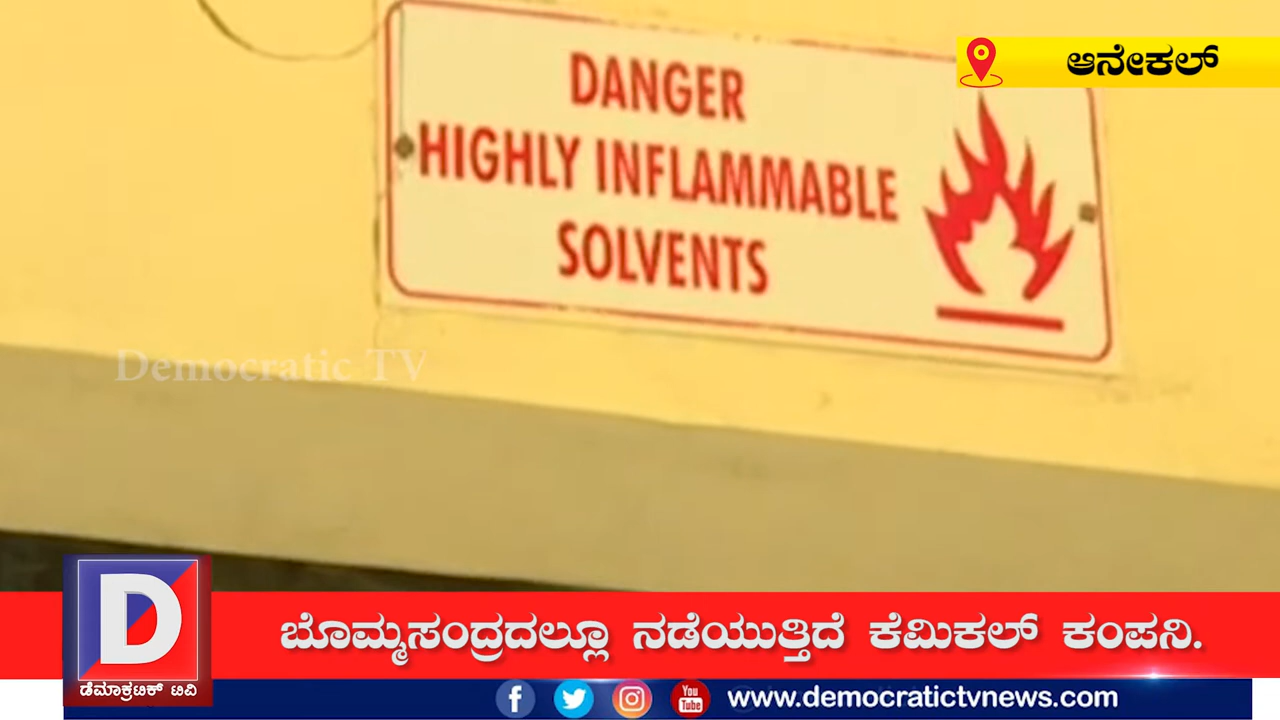 ಆನೇಕಲ್
DANGER
HIGHLY INFLAMMABLE
SOLVENTS
Democratic TV
D
ಬೊಮ್ಮಸಂದ್ರದಲ್ಲೂ ನಡೆಯುತ್ತಿದೆ ಕೆಮಿಕಲ್ ಕಂಪನಿ.
ಡೆಮಾಕ್ರಟಿಕ್ ಟಿವಿ
f You Tube www.democratictvnews.com